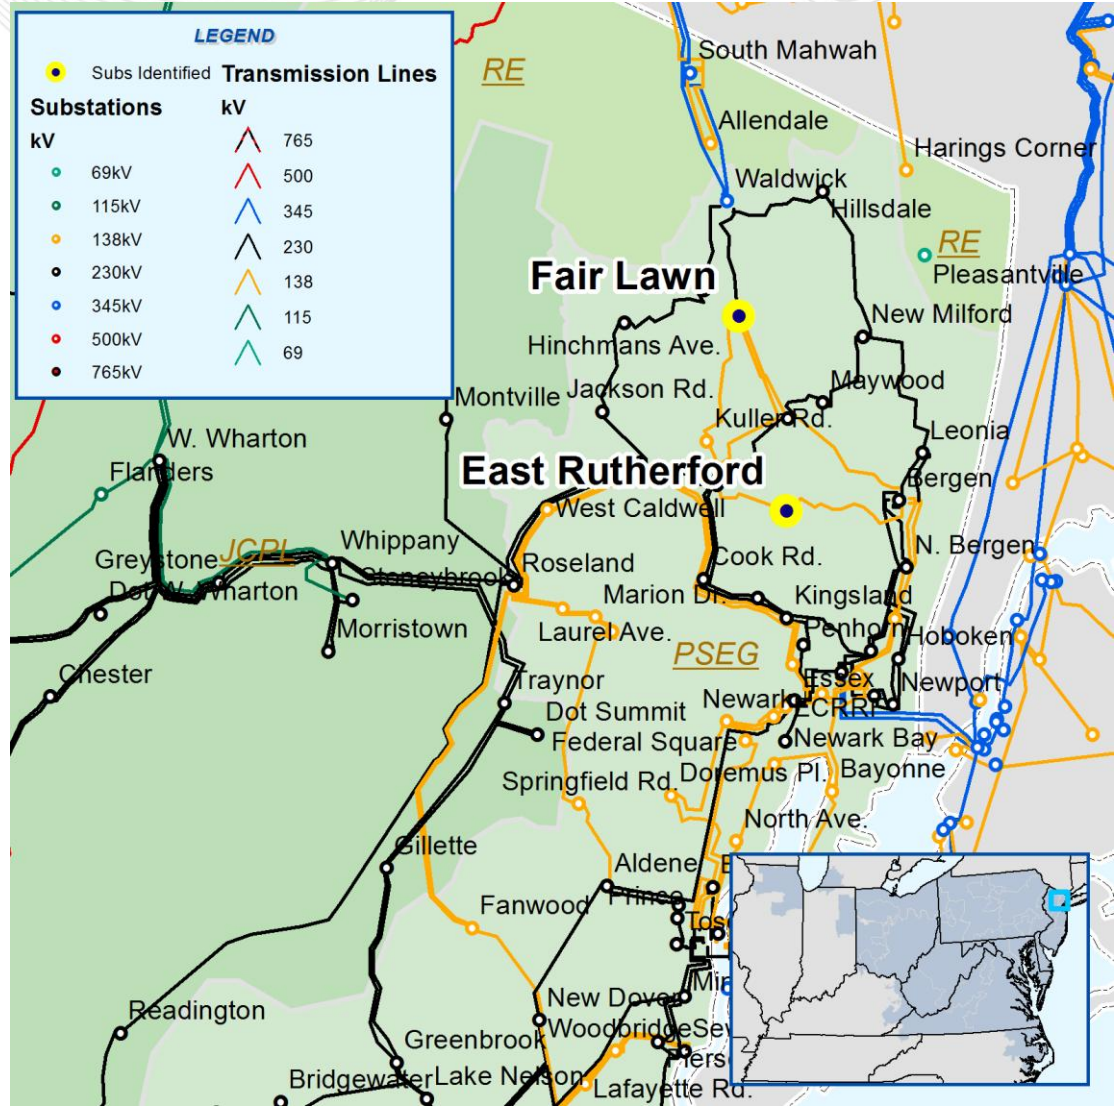 LEGEND
Subs Identified
Transmission Lines
Substations
kV
kV
69kV
115kV
138kV
230kV
345kV
500kV
765kV
765
500
345
230
138
115
69
RE
South Mahwah
Allendale
Harings Corner
Waldwick
Hillsdale
RE
Pleasantville
Fair Lawn
New Milford
Hinchmans Ave.
Jackson Rd.
Maywood
Montville
Kuller Rd.
W. Wharton
Leonia
Flanders
East Rutherford
Bergen
West Caldwell
Whippany
Greystone
JCPL
Stoneybrook
Roseland
Cook Rd.
N. Bergen
Marion Dr.
Kingsland
Morristown
Laurel Ave.
Penhorn
Hoboken
PSEG
Chester
Traynor
Essex
Newark
Newport
Dot Summit
Federal Square
Newark Bay
Springfield Rd.
Doremus Pl.
Bayonne
North Ave.
Gillette
Aldene
Fanwood
New Dover
Readington
Greenbrook
Woodbridge
Bridgewater
Lake Nelson
Lafayette Rd.